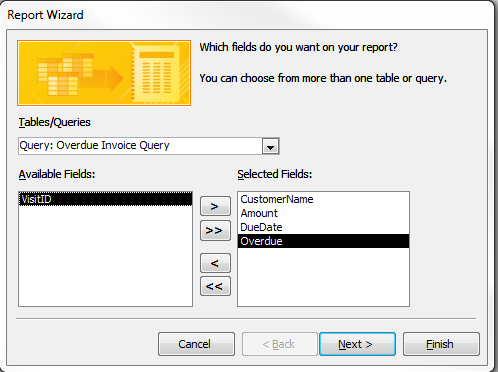 Report Wizard
Which fields do you want on your report?
You can choose from more than one table or query.
Tables/Queries
Query: Overdue Invoice Query
Available Fields:
Selected Fields:
VisitID
>
>>
<
<<
CustomerName
Amount
DueDate
Overdue
Cancel
< Back
Next >
Finish